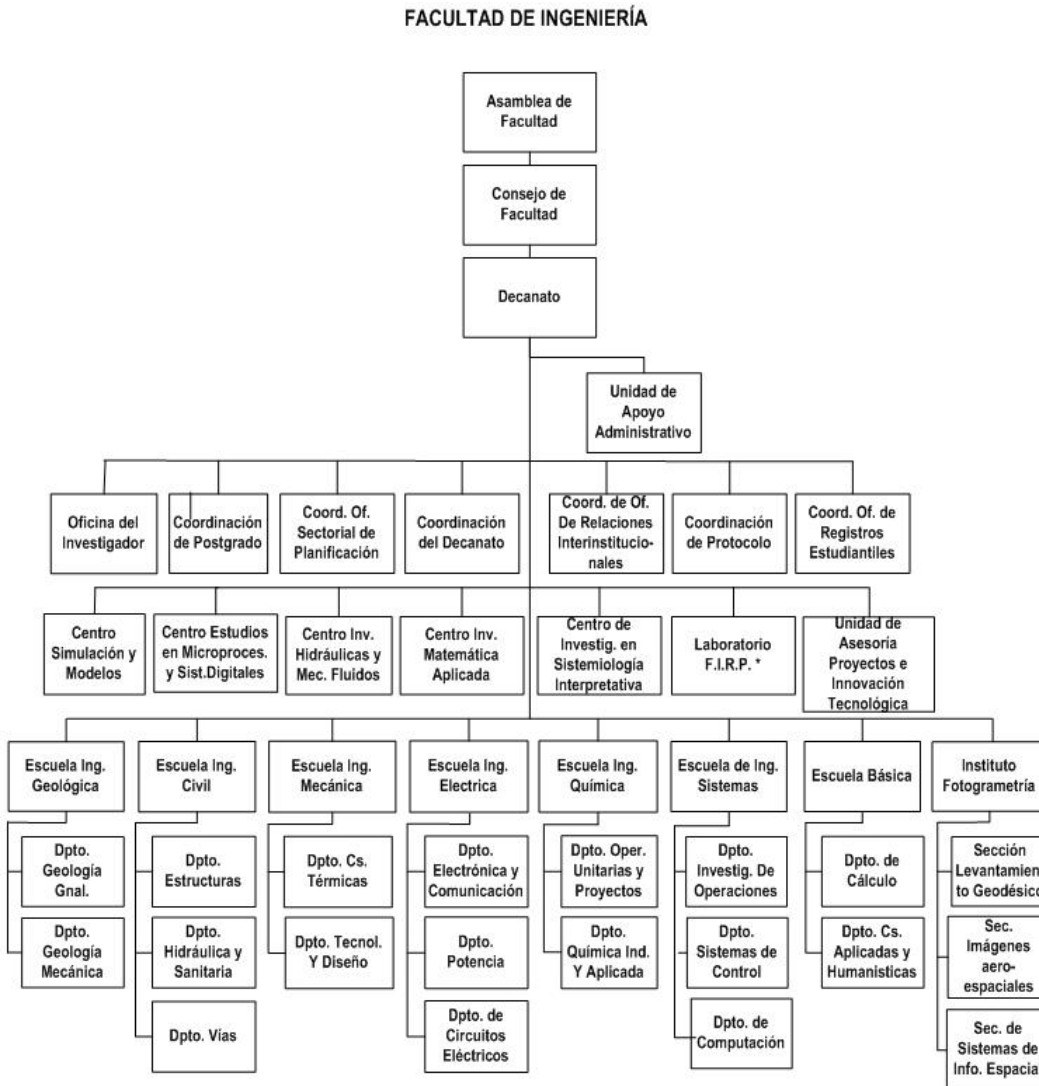 FACULTAD DE INGENIERÍA
Asamblea de
Facultad
Consejo de
Facultad
Decanato
Unidad de
Apoyo
Administrativo
Oficina del
Investigador
Coordinación
de Postgrado
Coord. Of.
Sectorial de
Planificación
Coordinación
del Decanato
Coord. de Of.
De Relaciones
Interinstitucio-
nales
Coordinación
de Protocolo
Coord. Of. de
Registros
Estudiantiles
Centro
Simulación y
Modelos
Centro Estudios
en Microproces.
y Sist.Digitales
Centro Inv.
Hidráulicas y
Mec. Fluidos
Centro Inv.
Matemática
Aplicada
Centro de
Investig. en
Sistemiología
Interpretativa
Laboratorio
F.I.R.P. *
Unidad de
Asesoría
Proyectos e
Innovación
Tecnológica
Escuela Ing.
Geológica
Escuela Ing.
Civil
Escuela Ing.
Mecánica
Escuela Ing.
Electrica
Escuela Ing.
Química
Escuela de Ing.
Sistemas
Escuela Básica
Instituto
Fotogrametría
Dpto.
Geología
Gnal.
Dpto.
Estructuras
Dpto. Cs.
Térmicas
Dpto.
Electrónica y
Comunicación
Dpto. Oper.
Unitarias y
Proyectos
Dpto.
Investig. De
Operaciones
Dpto. de
Cálculo
Sección
Levantamien
to Geodésico
Dpto.
Geología
Mecánica
Dpto.
Hidráulica y
Sanitaria
Dpto. Tecnol.
Y Diseño
Dpto.
Potencia
Dpto.
Química Ind.
Y Aplicada
Dpto.
Sistemas de
Control
Dpto. Cs.
Aplicadas y
Humanisticas
Sec.
Imágenes
aero-
espaciales
Dpto. Vías
Dpto. de
Circuitos
Eléctricos
Dpto. de
Computación
Sec. de
Sistemas de
Info. Espacial